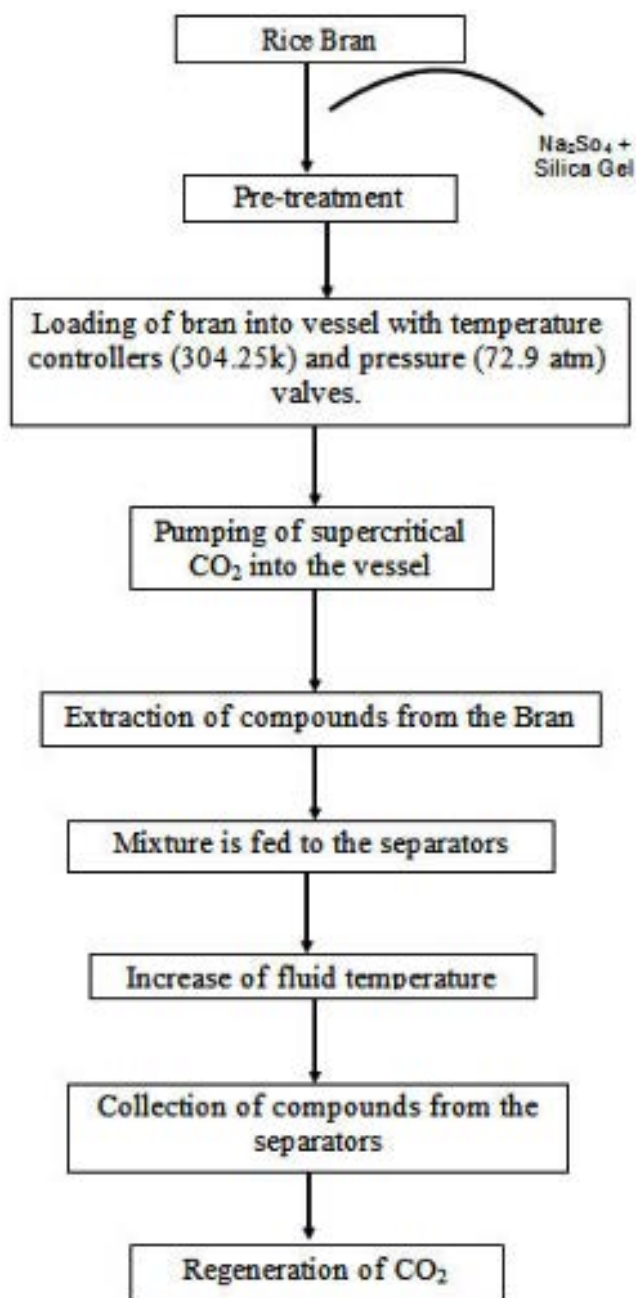 Rice Bran
Na₂So₄ +
Silica Gel
Pre-treatment
Loading of bran into vessel with temperature
controllers (304.25k) and pressure (72.9 atm)
valves.
Pumping of supercritical
CO₂ into the vessel
Extraction of compounds from the Bran
Mixture is fed to the separators
Increase of fluid temperature
Collection of compounds from the
separators
Regeneration of CO₂